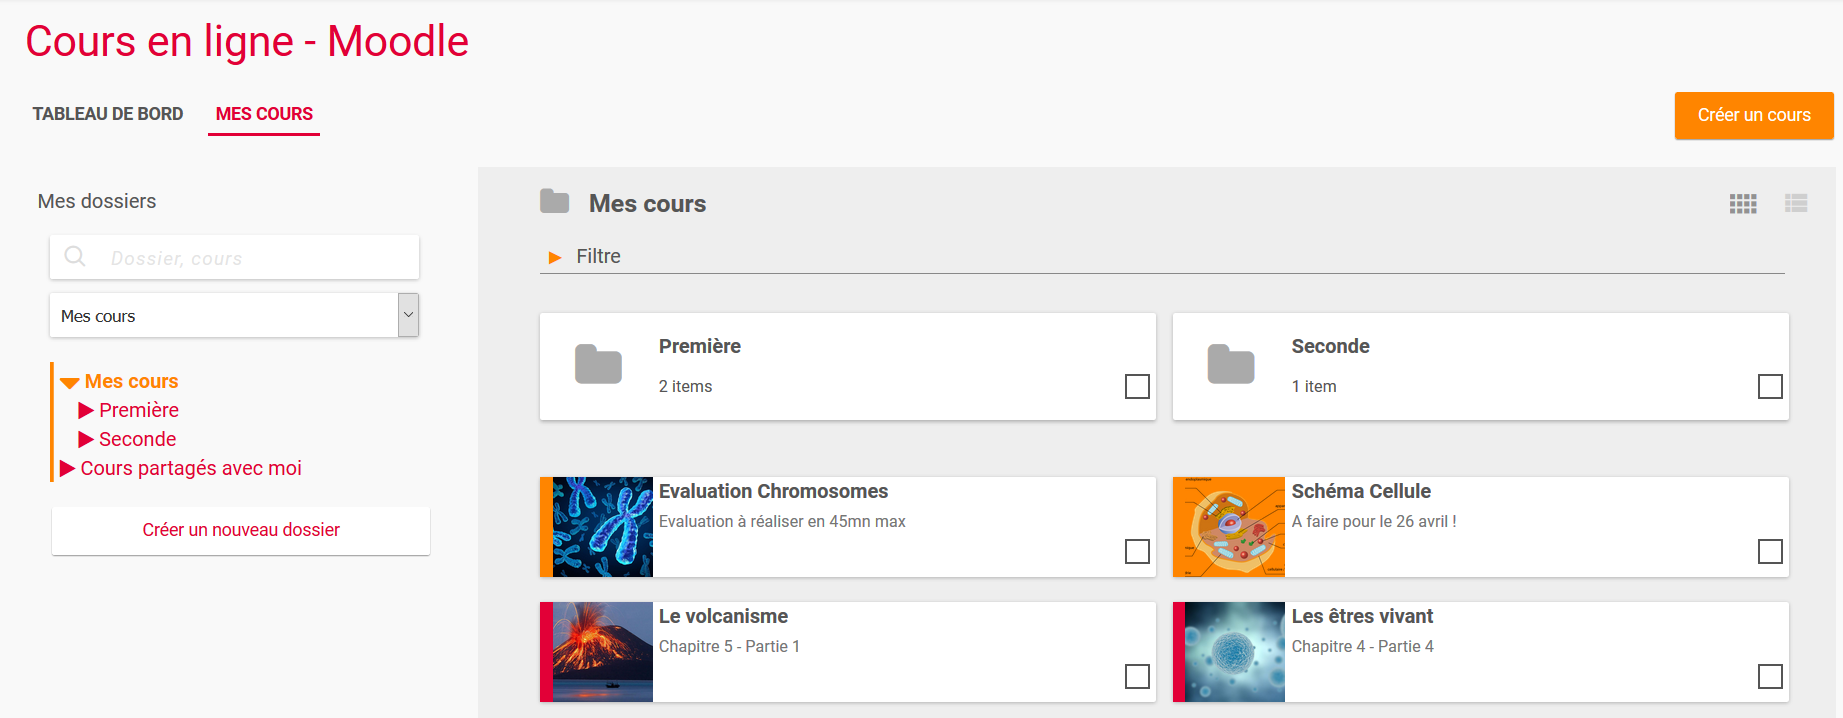 Cours en ligne - Moodle
TABLEAU DE BORD
MES COURS
Créer un cours
Mes dossiers
Dossier, cours
Mes cours
Mes cours
Première
Seconde
Cours partagés avec moi
Créer un nouveau dossier
Mes cours
Filtre
Première
2 items
Seconde
1 item
Evaluation Chromosomes
Evaluation à réaliser en 45mn max
Schéma Cellule
A faire pour le 26 avril !
Le volcanisme
Chapitre 5 - Partie 1
Les êtres vivant
Chapitre 4 - Partie 4